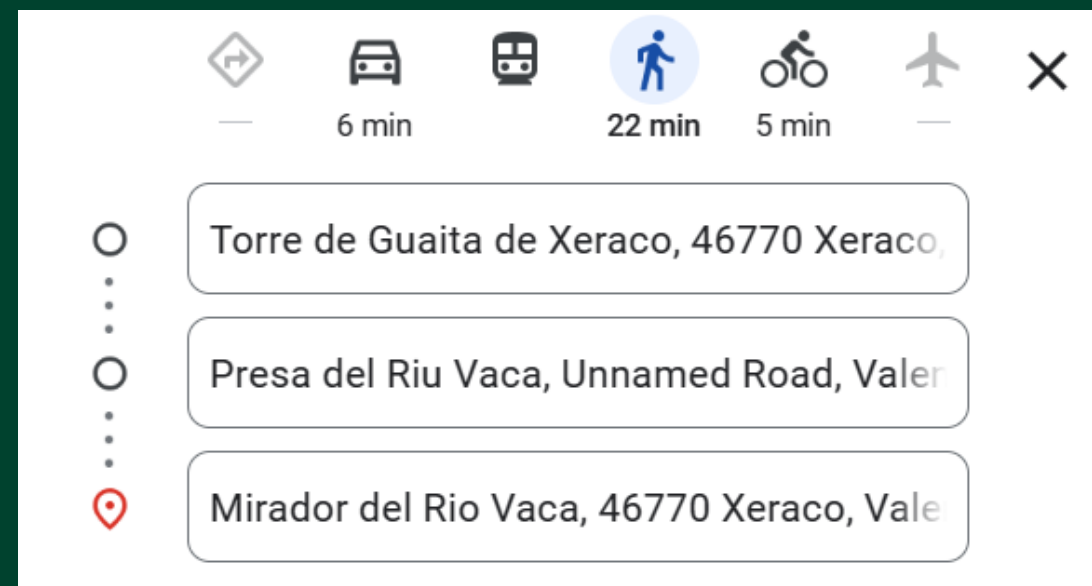 6 min
22 min
5 min
Torre de Guaita de Xeraco, 46770 Xeraco,
Presa del Riu Vaca, Unnamed Road, Valen
Mirador del Rio Vaca, 46770 Xeraco, Vale